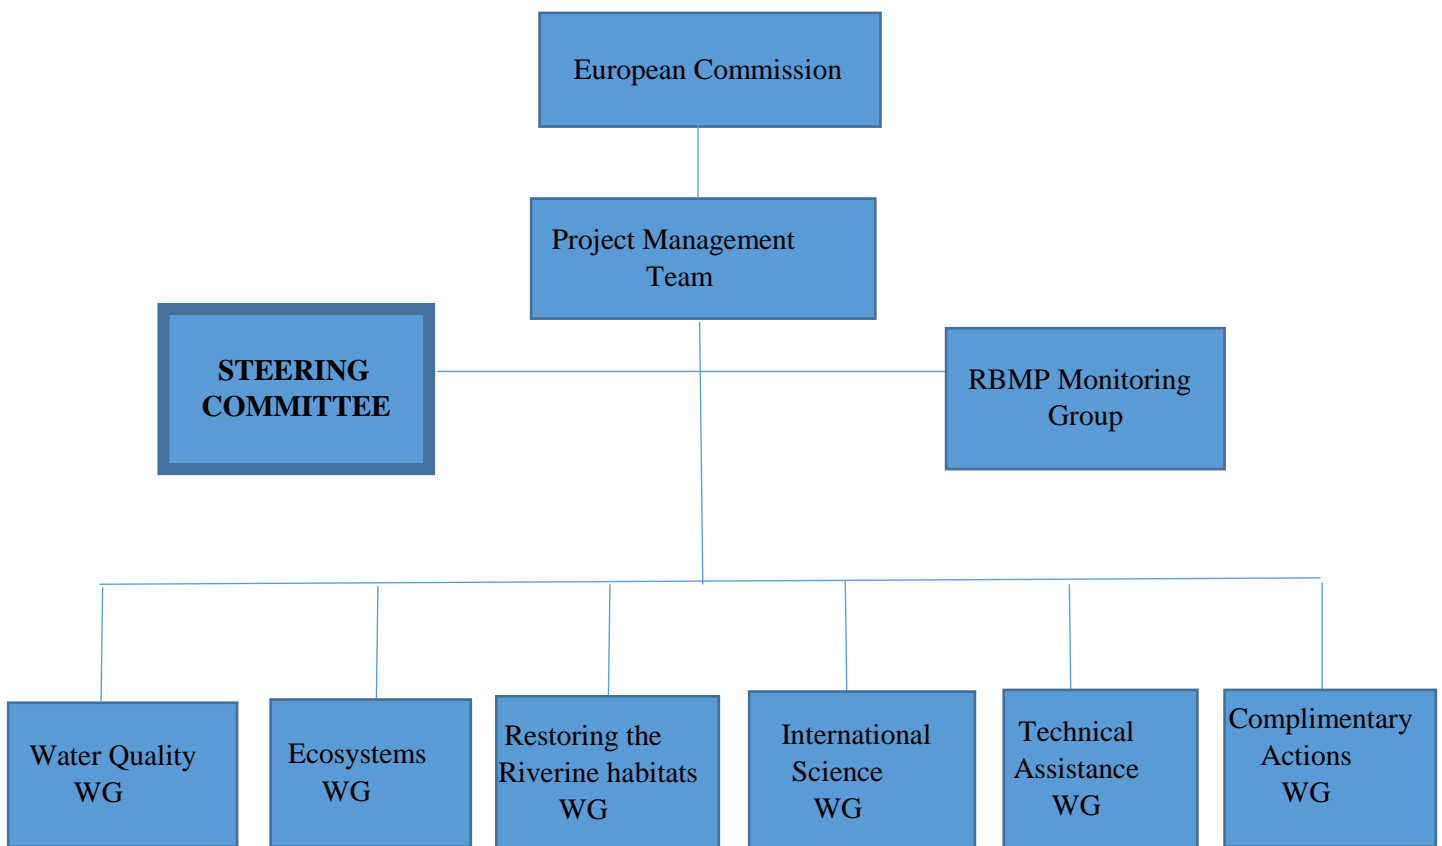 European Commission
Project Management
Team
STEERING
COMMITTEE
RBMP Monitoring
Group
Water Quality
WG
Ecosystems
WG
Restoring the
Riverine habitats
WG
International
Science
WG
Technical
Assistance
WG
Complimentary
Actions
WG